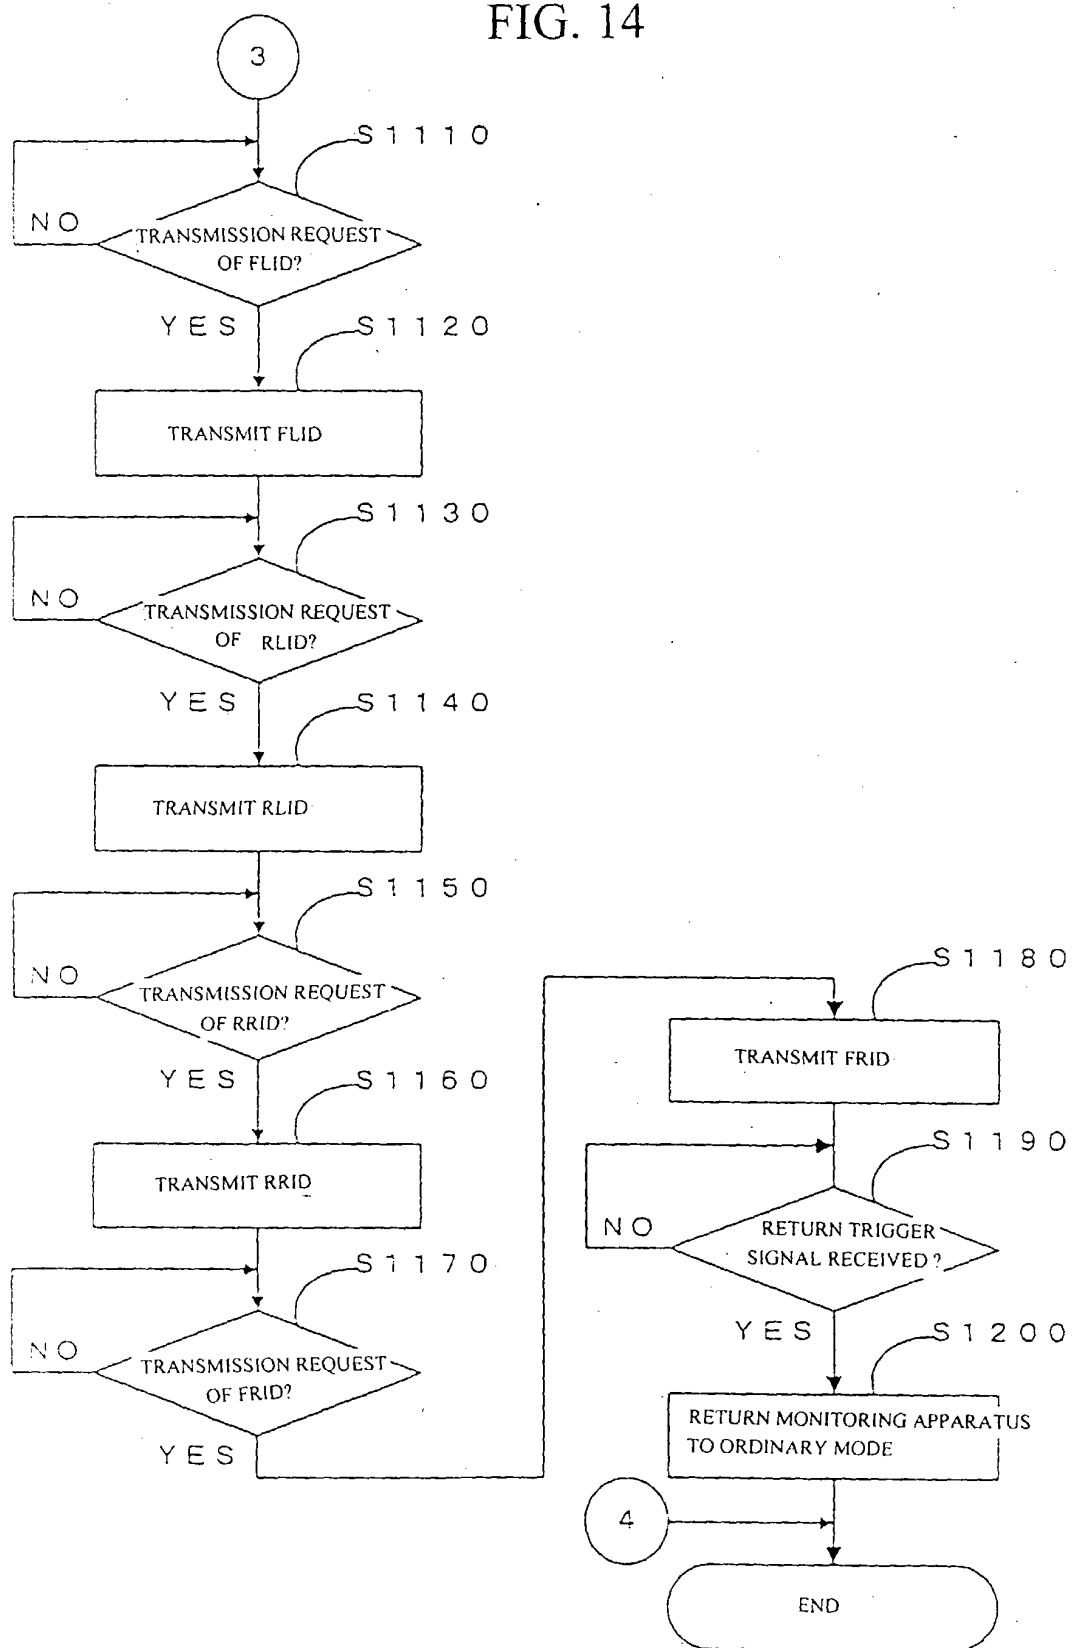 FIG. 14
3
S1110
NO
TRANSMISSION REQUEST
OF FLID?
YES
S1120
TRANSMIT FLID
S1130
NO
TRANSMISSION REQUEST
OF RLID?
YES
S1140
TRANSMIT RLID
S1150
NO
TRANSMISSION REQUEST
OF RRID?
YES
S1160
TRANSMIT RRID
S1170
NO
TRANSMISSION REQUEST
OF FRID?
YES
S1180
TRANSMIT FRID
S1190
NO
RETURN TRIGGER
SIGNAL RECEIVED?
YES
S1200
RETURN MONITORING APPARATUS
TO ORDINARY MODE
4
END